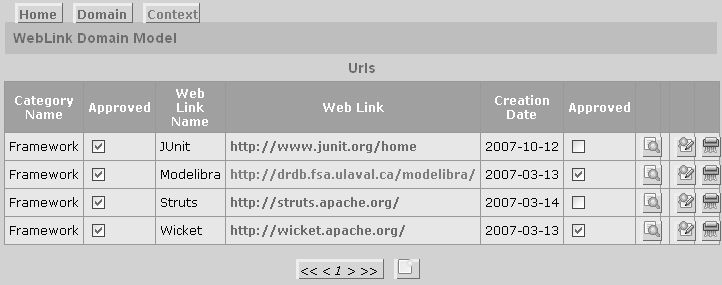 Home Domain Context
WebLink Domain Model
Urls
Category Name Approved Web Link Name Web Link Creation Date Approved
Framework JUnit http://www.junit.org/home 2007-10-12
Framework Modelibra http://drdb.fsa.ulaval.ca/modelibra/ 2007-03-13
Framework Struts http://struts.apache.org/ 2007-03-14
Framework Wicket http://wicket.apache.org/ 2007-03-13
<< < 1 > >>